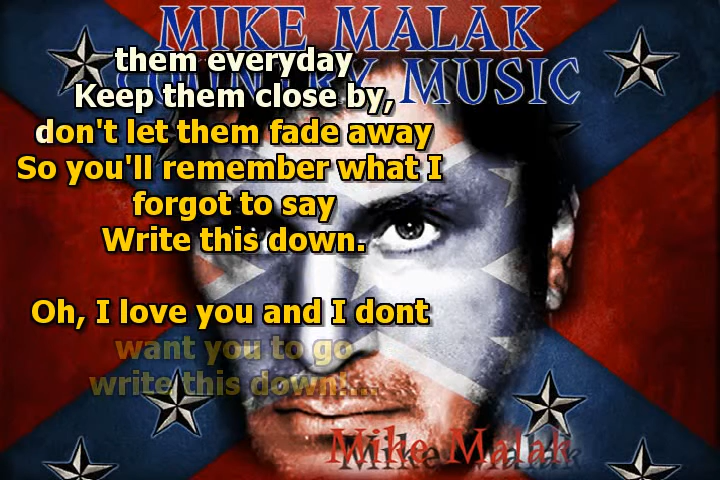 MIKE MALAK
COUNTRY MUSIC
them everyday
Keep them close by,
don't let them fade away
So you'll remember what I
forgot to say
Write this down.
Oh, I love you and I dont
want you to go
write this down!...
Mike Malak